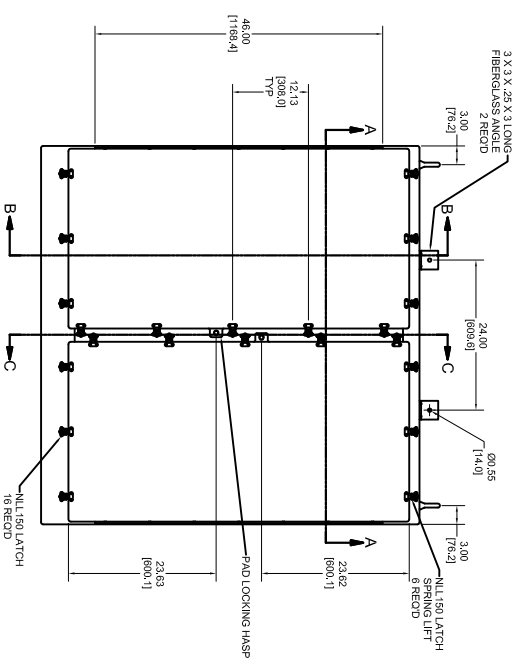 3 X 3 X .25 X 3 LONG
FIBERGLASS ANGLE
2 REQ'D
3.00
[76.2]
24.00
[609.6]
Ø0.55
[14.0]
3.00
[76.2]
46.00
[1168.4]
12.13
[308.0]
TYP
A
A
B
B
C
C
NLL150 LATCH
SPRING LIFT
6 REQ'D
23.62
[600.1]
23.63
[600.1]
PAD LOCKING HASP
NLL150 LATCH
16 REQ'D